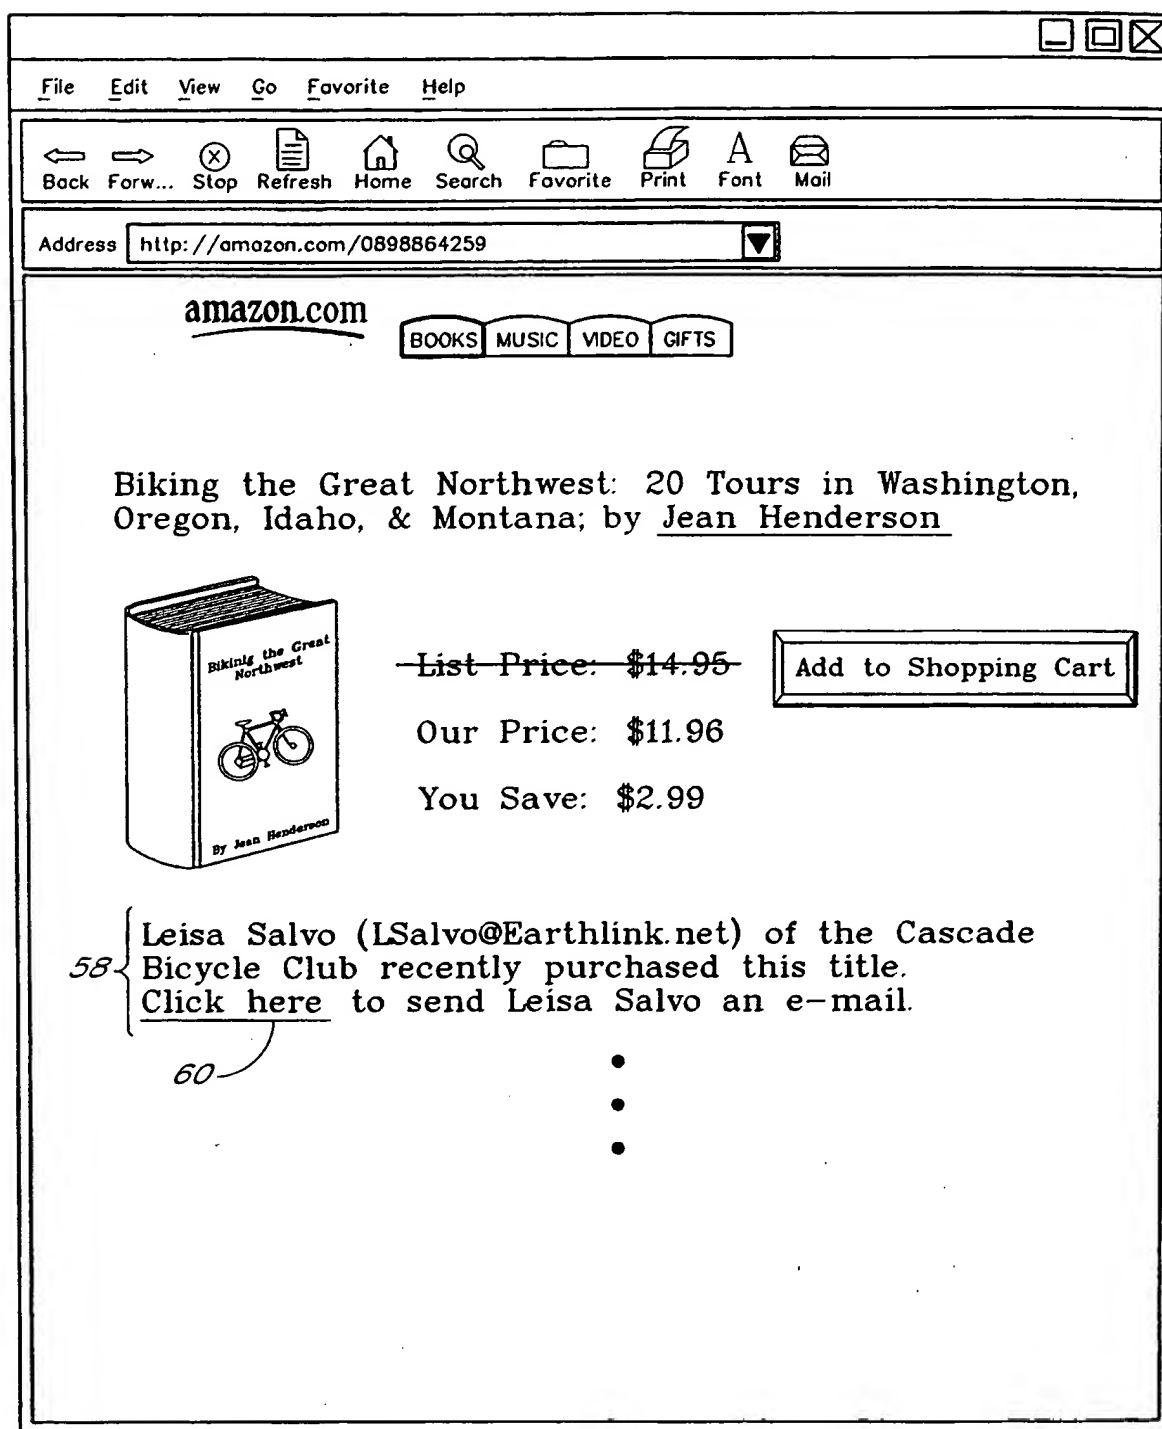 File Edit View Go Favorite Help
Back Forw... Stop Refresh Home Search Favorite Print Font Mail
A
Address http://amazon.com/0898864259
amazon.com
BOOKS MUSIC VIDEO GIFTS
Biking the Great Northwest: 20 Tours in Washington,
Oregon, Idaho, & Montana; by Jean Henderson
Bikinig the Great
Northwest
By Jean Henderson
List Price: $14.95
Add to Shopping Cart
Our Price: $11.96
You Save: $2.99
58
Leisa Salvo (LSalvo@Earthlink.net) of the Cascade
Bicycle Club recently purchased this title.
Click here to send Leisa Salvo an e-mail.
60